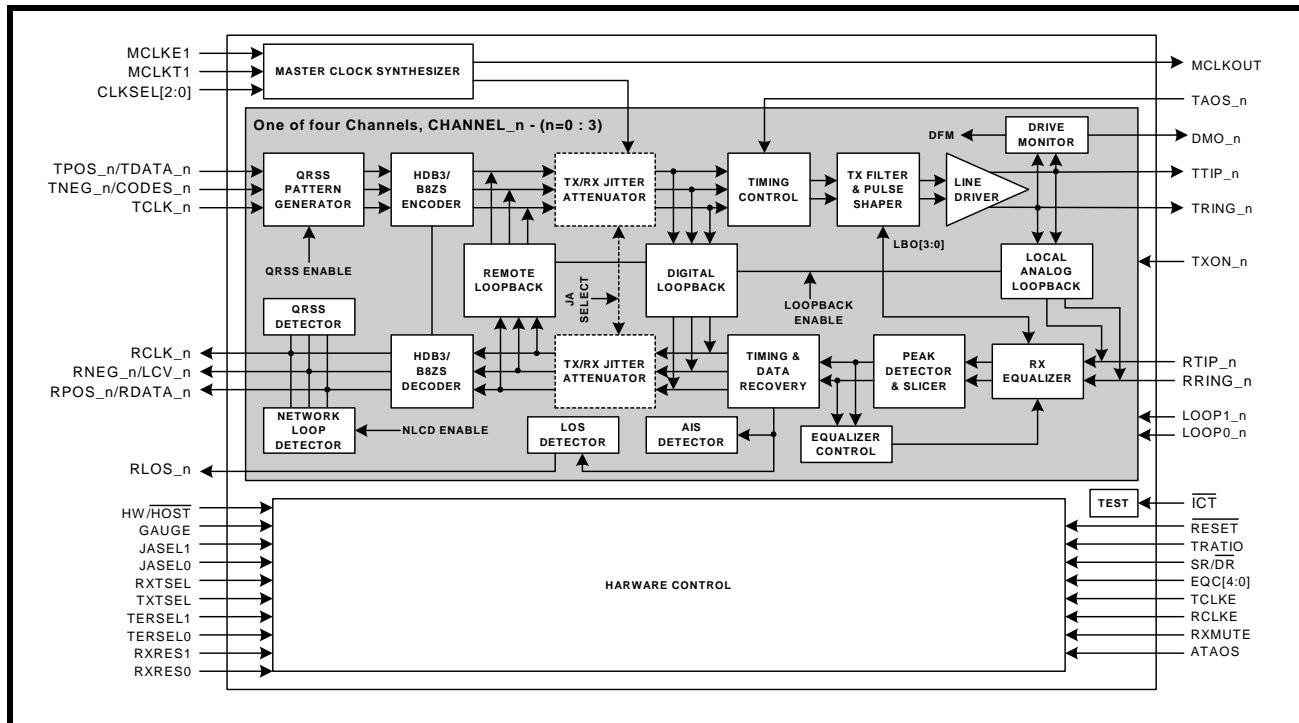 MCLKE1
MCLKT1
CLKSEL[2:0]
MASTER CLOCK SYNTHESIZER
MCLKOUT
TAOS_n
One of four Channels, CHANNEL_n - (n=0 : 3)
DFM
DRIVE
MONITOR
DMO_n
TPOS_n/TDATA_n
TNEG_n/CODES_n
TCLK_n
QRSS
PATTERN
GENERATOR
HDB3/
B8ZS
ENCODER
TX/RX JITTER
ATTENUATOR
TIMING
CONTROL
TX FILTER
& PULSE
SHAPER
LINE
DRIVER
TTIP_n
TRING_n
LBO[3:0]
QRSS ENABLE
REMOTE
LOOPBACK
JA
SELECT
DIGITAL
LOOPBACK
LOOPBACK
ENABLE
LOCAL
ANALOG
LOOPBACK
TXON_n
QRSS
DETECTOR
RCLK_n
RNEG_n/LCV_n
RPOS_n/RDATA_n
HDB3/
B8ZS
DECODER
TX/RX JITTER
ATTENUATOR
TIMING &
DATA
RECOVERY
PEAK
DETECTOR
& SLICER
RX
EQUALIZER
RTIP_n
RRING_n
NETWORK
LOOP
DETECTOR
NLCD ENABLE
LOS
DETECTOR
AIS
DETECTOR
EQUALIZER
CONTROL
LOOP1_n
LOOP0_n
RLOS_n
TEST
ICT
HW/HOST
GAUGE
JASEL1
JASEL0
RXTSEL
TXTSEL
TERSEL1
TERSEL0
RXRES1
RXRES0
HARWARE CONTROL
RESET
TRATIO
SR/DR
EQC[4:0]
TCLKE
RCLKE
RXMUTE
ATAOS